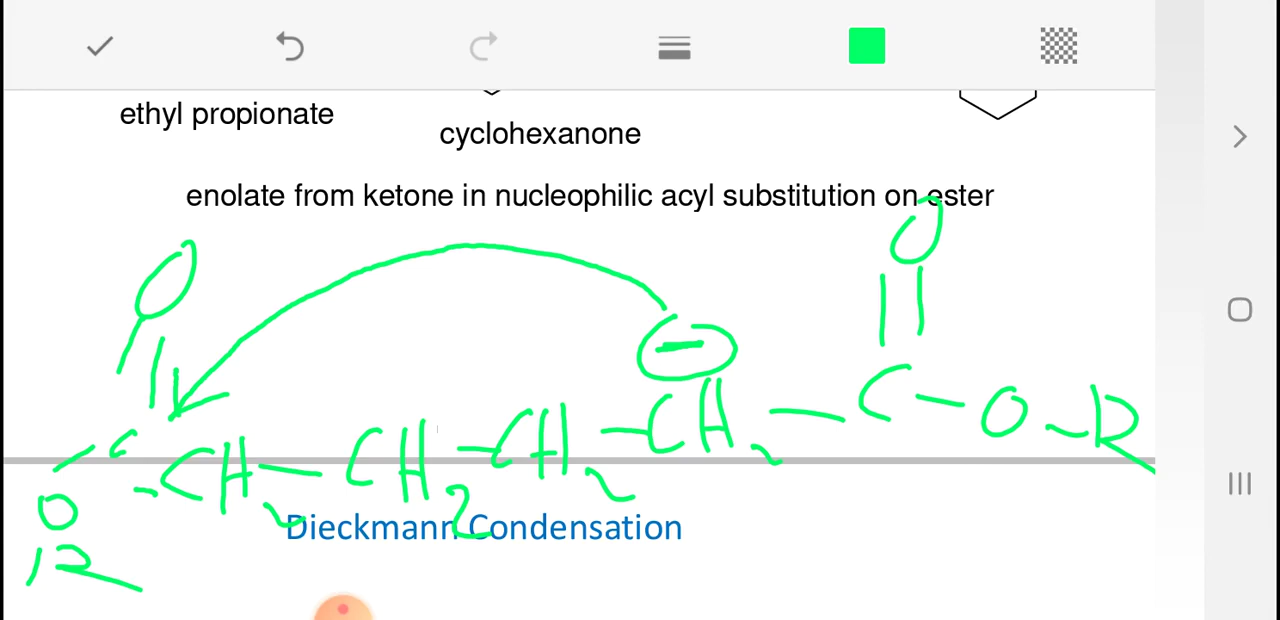 ethyl propionate
cyclohexanone
enolate from ketone in nucleophilic acyl substitution on ester
O O
C - CH2 - CH2 - CH2 - CH2 - C - O - R
O
R
Dieckmann Condensation